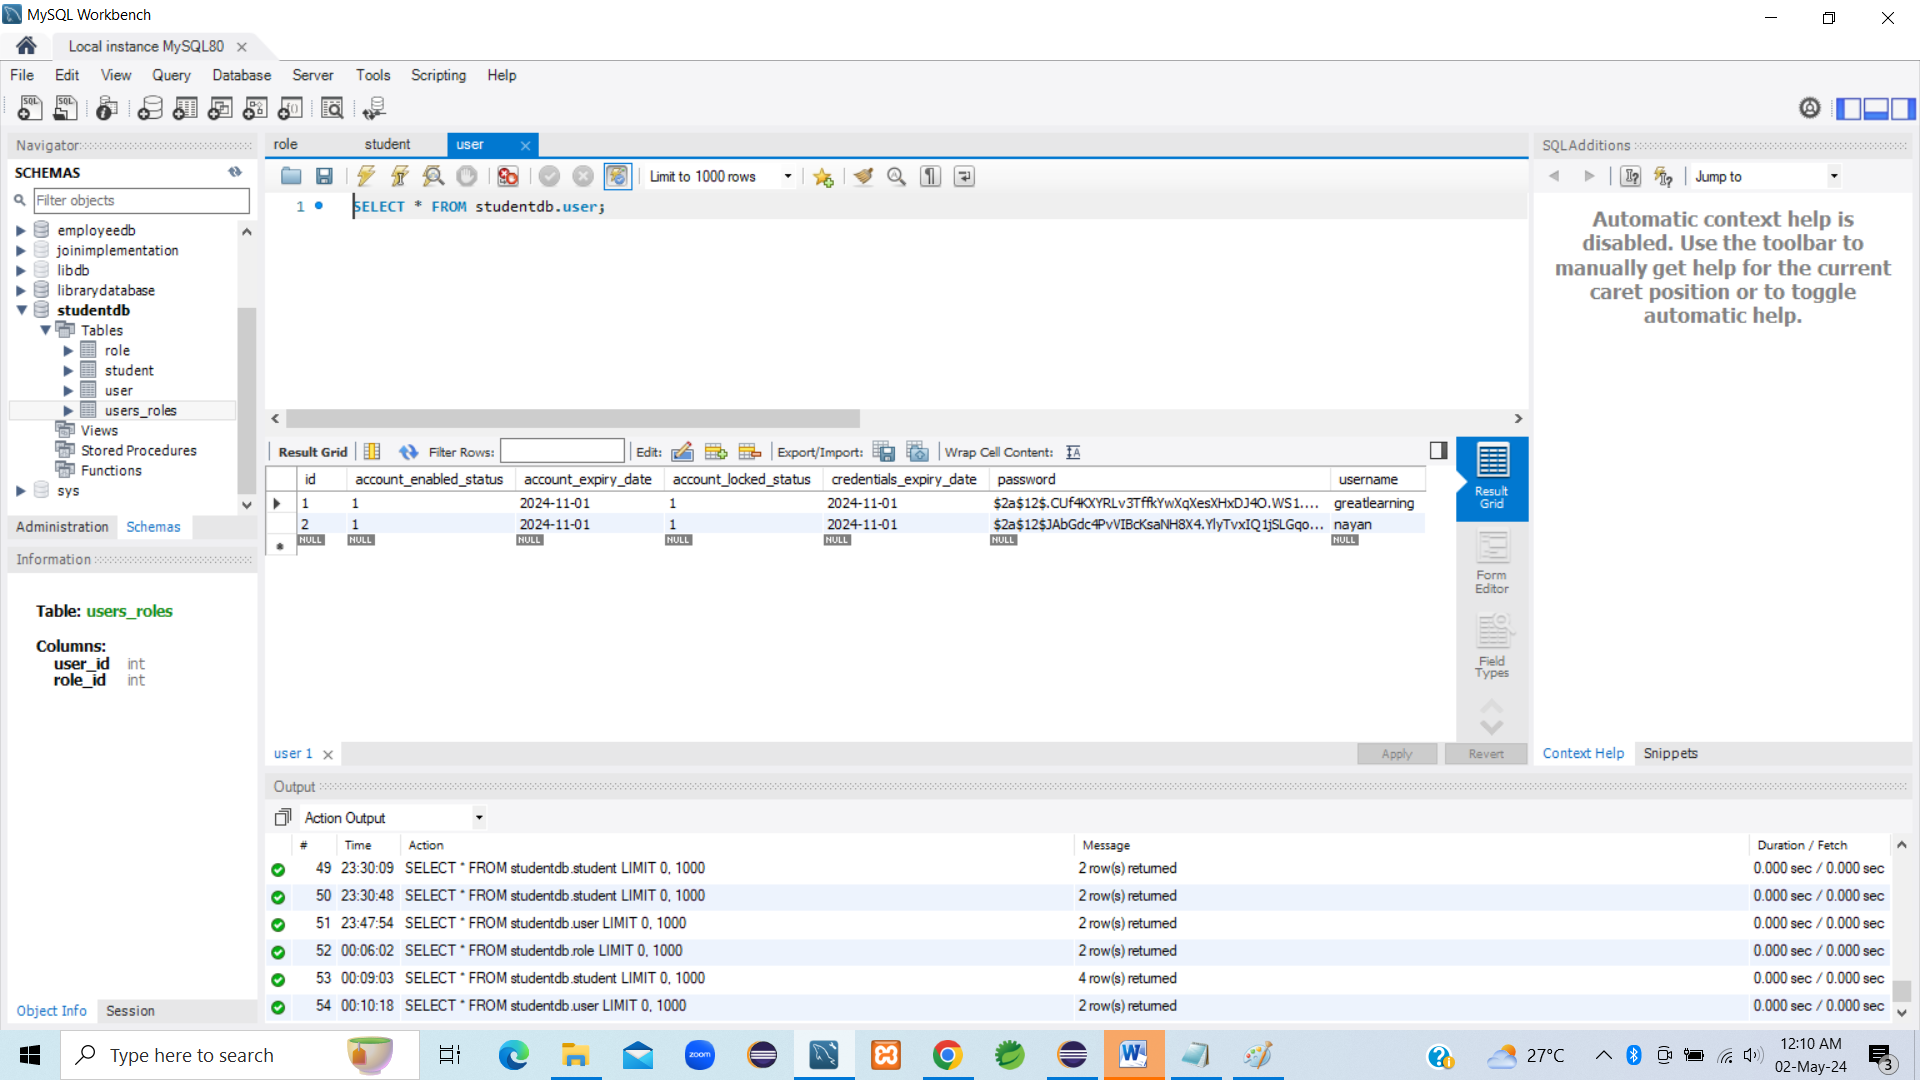 MySQL Workbench
Local instance MySQL80
File Edit View Query Database Server Tools Scripting Help
Navigator
SCHEMAS
Filter objects
employeedb
joinimplementation
libdb
librarydatabase
studentdb
Tables
role
student
user
users_roles
Views
Stored Procedures
Functions
sys
Administration Schemas
Information
Table: users_roles
Columns:
user_id int
role_id int
Object Info Session
role student user
Limit to 1000 rows
1 SELECT * FROM studentdb.user;
Result Grid Filter Rows: Edit: Export/Import: Wrap Cell Content:
id account_enabled_status account_expiry_date account_locked_status credentials_expiry_date password username
1 1 2024-11-01 1 2024-11-01 $2a$12$.CUf4KXYRLv3TffkYwXqXesXHxDJ4O.WS1.... greatlearning
2 1 2024-11-01 1 2024-11-01 $2a$12$JAbGdc4PvVIBcKsaNH8X4.YlyTvxIQ1jSLGqo... nayan
NULL NULL NULL NULL NULL NULL NULL
Result
Grid
Form
Editor
Field
Types
user 1 Apply Revert
SQLAdditions
Jump to
Automatic context help is
disabled. Use the toolbar to
manually get help for the current
caret position or to toggle
automatic help.
Context Help Snippets
Output
Action Output
# Time Action Message Duration / Fetch
49 23:30:09 SELECT * FROM studentdb.student LIMIT 0, 1000 2 row(s) returned 0.000 sec / 0.000 sec
50 23:30:48 SELECT * FROM studentdb.student LIMIT 0, 1000 2 row(s) returned 0.000 sec / 0.000 sec
51 23:47:54 SELECT * FROM studentdb.user LIMIT 0, 1000 2 row(s) returned 0.000 sec / 0.000 sec
52 00:06:02 SELECT * FROM studentdb.role LIMIT 0, 1000 2 row(s) returned 0.000 sec / 0.000 sec
53 00:09:03 SELECT * FROM studentdb.student LIMIT 0, 1000 4 row(s) returned 0.000 sec / 0.000 sec
54 00:10:18 SELECT * FROM studentdb.user LIMIT 0, 1000 2 row(s) returned 0.000 sec / 0.000 sec
Type here to search
zoom
27°C
12:10 AM
02-May-24
3